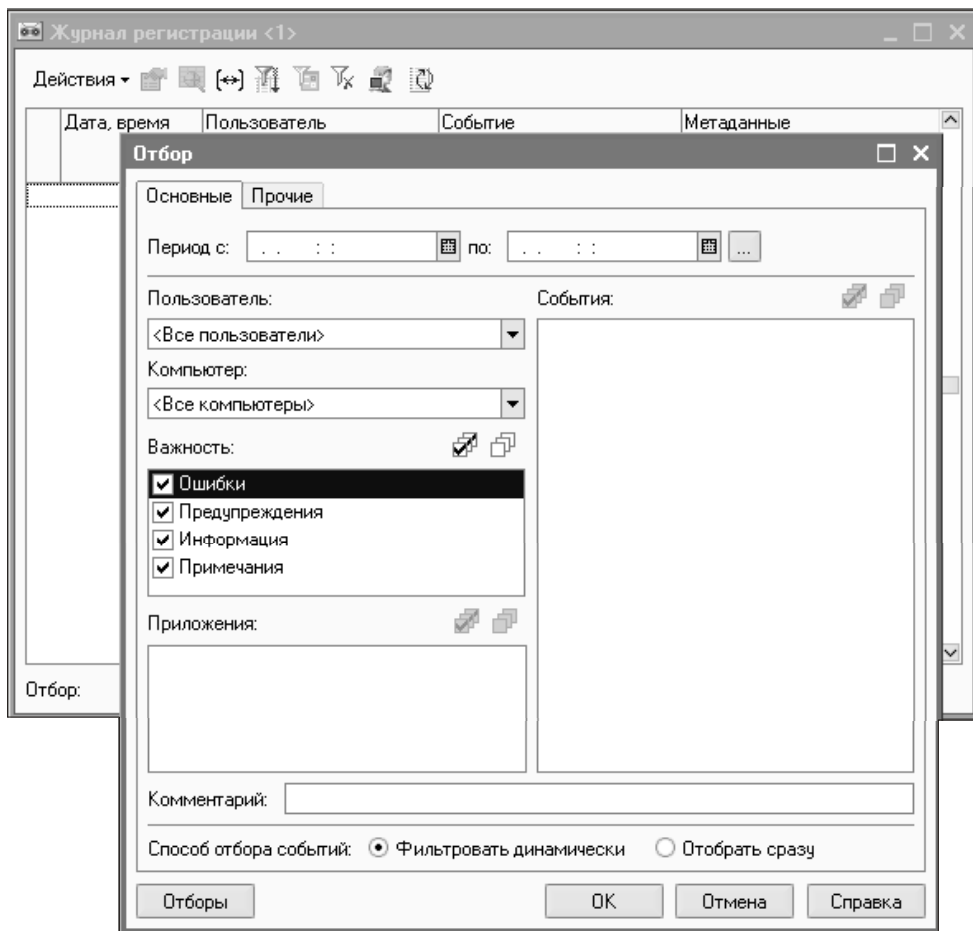 Журнал регистрации <1>
Действия
Дата, время Пользователь Событие Метаданные
Отбор
Основные Прочие
Период с: . . : : по: . . : : ...
Пользователь: События:
<Все пользователи>
Компьютер:
<Все компьютеры>
Важность:
Ошибки
Предупреждения
Информация
Примечания
Приложения:
Отбор:
Комментарий:
Способ отбора событий: Фильтровать динамически Отобрать сразу
Отборы OK Отмена Справка